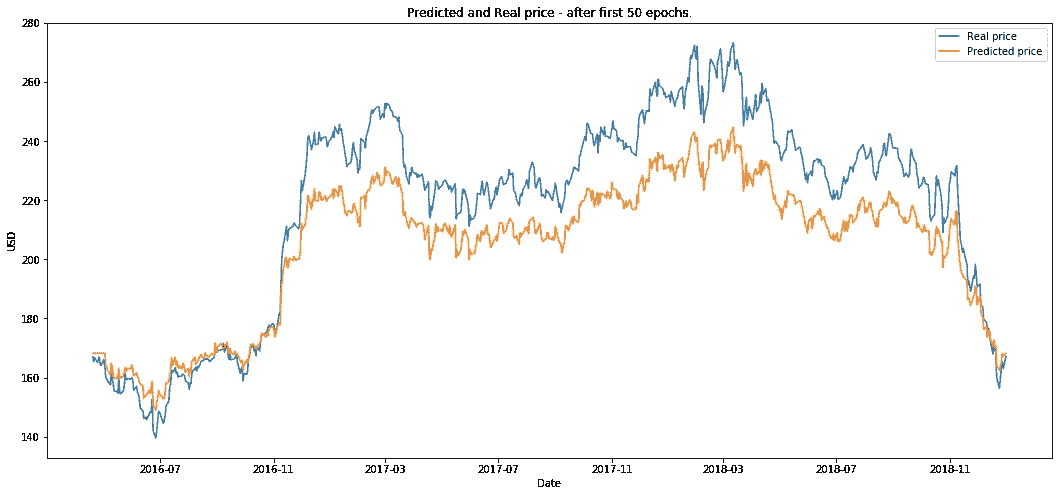 Predicted and Real price - after first 50 epochs.
Real price
Predicted price
280
260
240
220
200
180
160
140
USD
2016-07 2016-11 2017-03 2017-07 2017-11 2018-03 2018-07 2018-11
Date